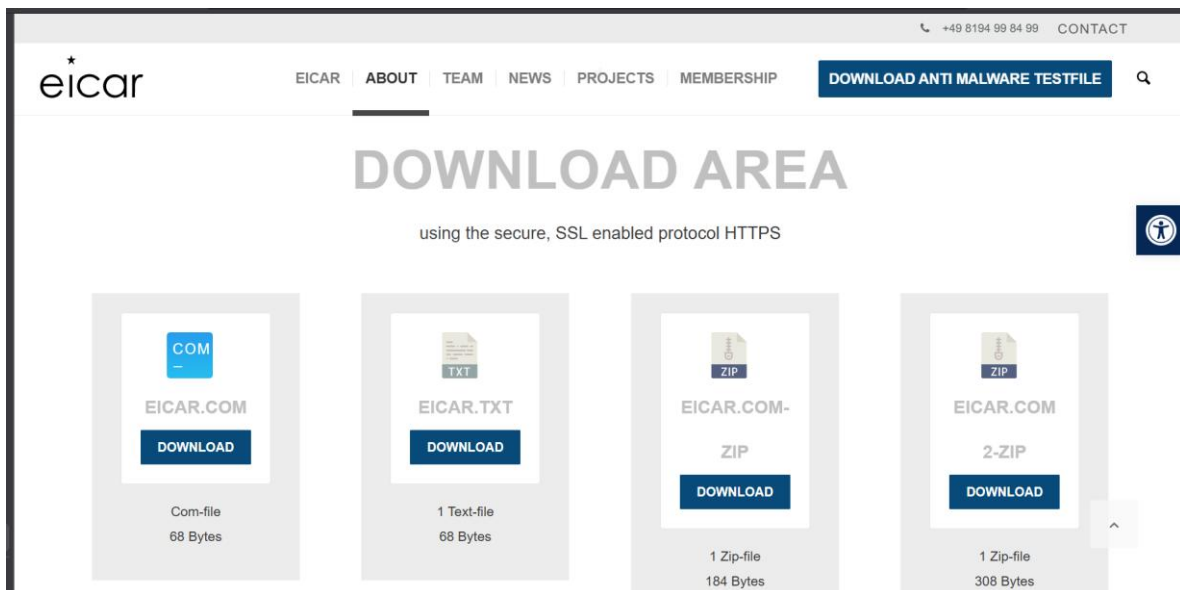 +49 8194 99 84 99 CONTACT
eicar
EICAR ABOUT TEAM NEWS PROJECTS MEMBERSHIP DOWNLOAD ANTI MALWARE TESTFILE
DOWNLOAD AREA
using the secure, SSL enabled protocol HTTPS
COM
TXT
ZIP
ZIP
EICAR.COM
EICAR.TXT
EICAR.COM-
ZIP
EICAR.COM
2-ZIP
DOWNLOAD
DOWNLOAD
DOWNLOAD
DOWNLOAD
Com-file
68 Bytes
1 Text-file
68 Bytes
1 Zip-file
184 Bytes
1 Zip-file
308 Bytes